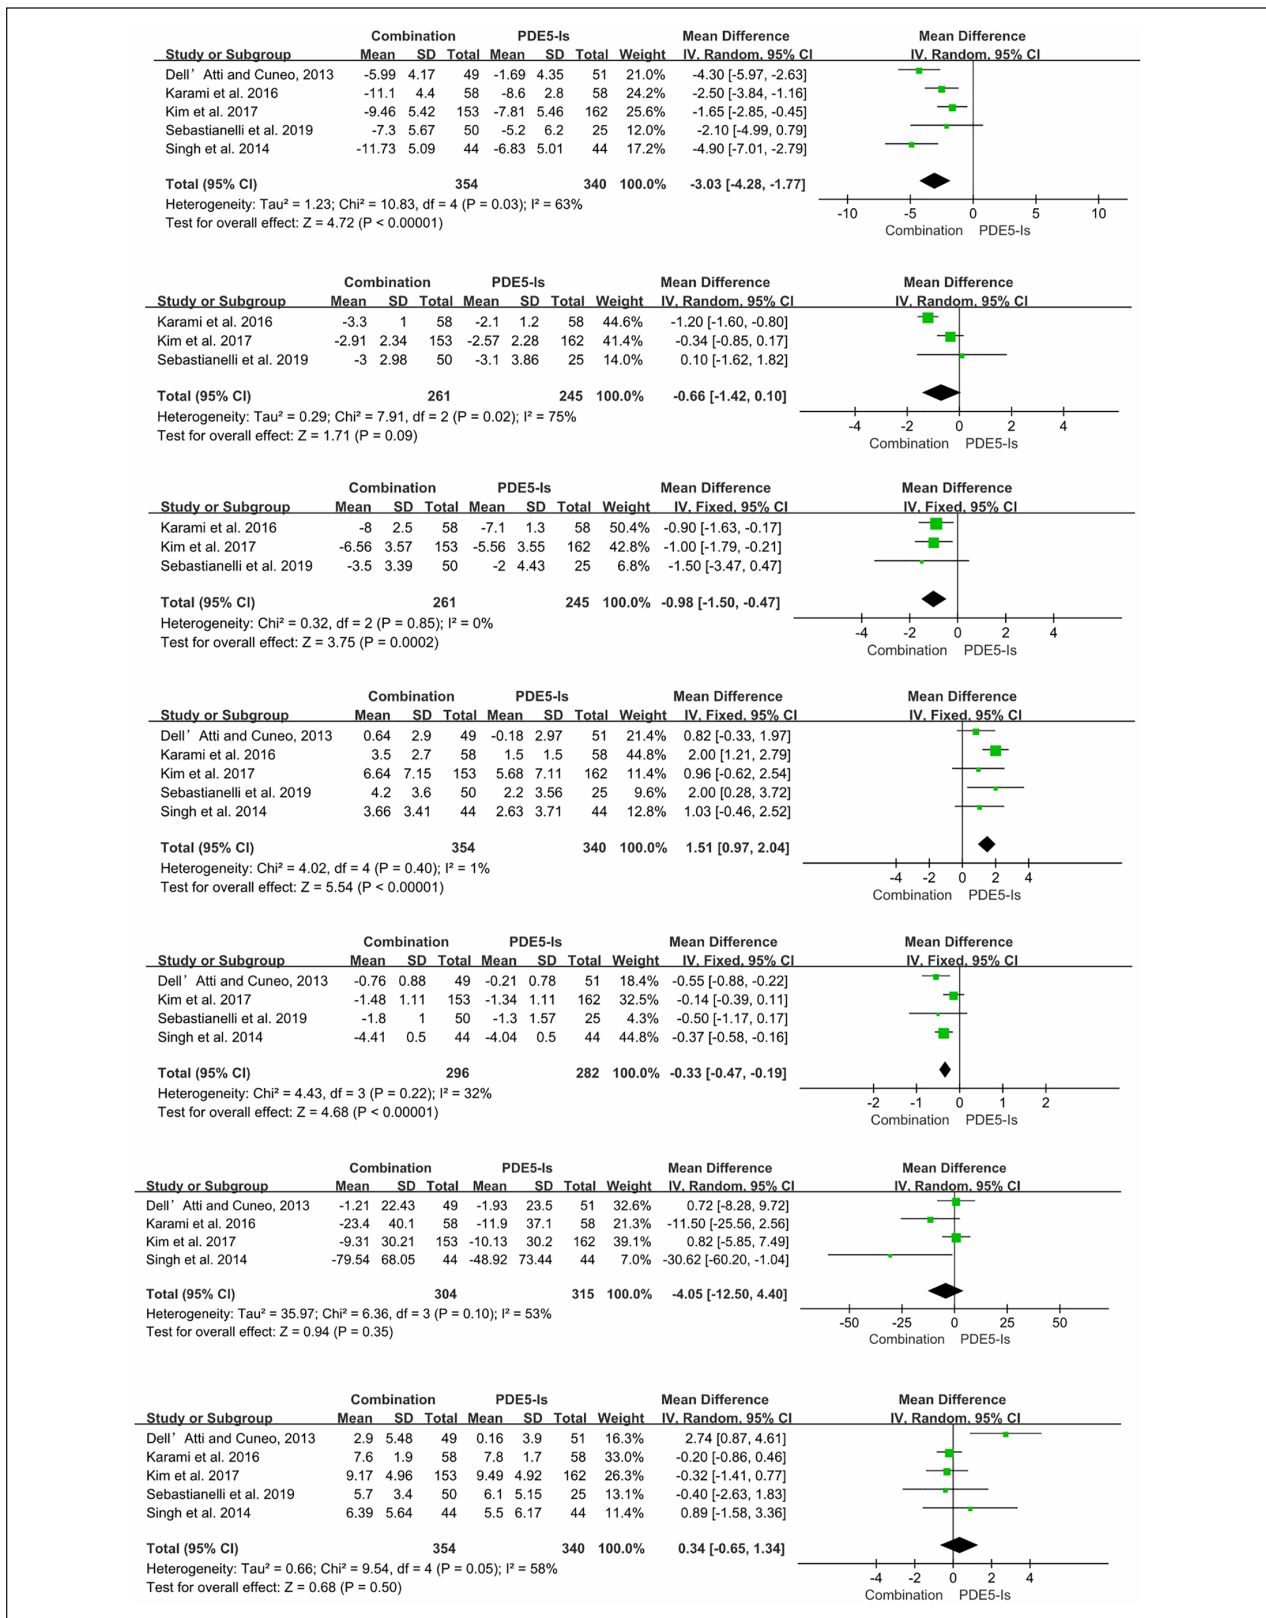 Combination PDE5-Is Mean Difference Mean Difference
Study or Subgroup Mean SD Total Mean SD Total Weight IV, Random, 95% CI IV, Random, 95% CI
Dell’ Atti and Cuneo, 2013 -5.99 4.17 49 -1.69 4.35 51 21.0% -4.30 [-5.97, -2.63]
Karami et al. 2016 -11.1 4.4 58 -8.6 2.8 58 24.2% -2.50 [-3.84, -1.16]
Kim et al. 2017 -9.46 5.42 153 -7.81 5.46 162 25.6% -1.65 [-2.85, -0.45]
Sebastianelli et al. 2019 -7.3 5.67 50 -5.2 6.2 25 12.0% -2.10 [-4.99, 0.79]
Singh et al. 2014 -11.73 5.09 44 -6.83 5.01 44 17.2% -4.90 [-7.01, -2.79]
Total (95% CI) 354 340 100.0% -3.03 [-4.28, -1.77]
Heterogeneity: Tau² = 1.23; Chi² = 10.83, df = 4 (P = 0.03); I² = 63%
Test for overall effect: Z = 4.72 (P < 0.00001)
-10 -5 0 5 10
Combination PDE5-Is
Combination PDE5-Is Mean Difference Mean Difference
Study or Subgroup Mean SD Total Mean SD Total Weight IV, Random, 95% CI IV, Random, 95% CI
Karami et al. 2016 -3.3 1 58 -2.1 1.2 58 44.6% -1.20 [-1.60, -0.80]
Kim et al. 2017 -2.91 2.34 153 -2.57 2.28 162 41.4% -0.34 [-0.85, 0.17]
Sebastianelli et al. 2019 -3 2.98 50 -3.1 3.86 25 14.0% 0.10 [-1.62, 1.82]
Total (95% CI) 261 245 100.0% -0.66 [-1.42, 0.10]
Heterogeneity: Tau² = 0.29; Chi² = 7.91, df = 2 (P = 0.02); I² = 75%
Test for overall effect: Z = 1.71 (P = 0.09)
-4 -2 0 2 4
Combination PDE5-Is
Combination PDE5-Is Mean Difference Mean Difference
Study or Subgroup Mean SD Total Mean SD Total Weight IV, Fixed, 95% CI IV, Fixed, 95% CI
Karami et al. 2016 -8 2.5 58 -7.1 1.3 58 50.4% -0.90 [-1.63, -0.17]
Kim et al. 2017 -6.56 3.57 153 -5.56 3.55 162 42.8% -1.00 [-1.79, -0.21]
Sebastianelli et al. 2019 -3.5 3.39 50 -2 4.43 25 6.8% -1.50 [-3.47, 0.47]
Total (95% CI) 261 245 100.0% -0.98 [-1.50, -0.47]
Heterogeneity: Chi² = 0.32, df = 2 (P = 0.85); I² = 0%
Test for overall effect: Z = 3.75 (P = 0.0002)
-4 -2 0 2 4
Combination PDE5-Is
Combination PDE5-Is Mean Difference Mean Difference
Study or Subgroup Mean SD Total Mean SD Total Weight IV, Fixed, 95% CI IV, Fixed, 95% CI
Dell’ Atti and Cuneo, 2013 0.64 2.9 49 -0.18 2.97 51 21.4% 0.82 [-0.33, 1.97]
Karami et al. 2016 3.5 2.7 58 1.5 1.5 58 44.8% 2.00 [1.21, 2.79]
Kim et al. 2017 6.64 7.15 153 5.68 7.11 162 11.4% 0.96 [-0.62, 2.54]
Sebastianelli et al. 2019 4.2 3.6 50 2.2 3.56 25 9.6% 2.00 [0.28, 3.72]
Singh et al. 2014 3.66 3.41 44 2.63 3.71 44 12.8% 1.03 [-0.46, 2.52]
Total (95% CI) 354 340 100.0% 1.51 [0.97, 2.04]
Heterogeneity: Chi² = 4.02, df = 4 (P = 0.40); I² = 1%
Test for overall effect: Z = 5.54 (P < 0.00001)
-4 -2 0 2 4
Combination PDE5-Is
Combination PDE5-Is Mean Difference Mean Difference
Study or Subgroup Mean SD Total Mean SD Total Weight IV, Fixed, 95% CI IV, Fixed, 95% CI
Dell’ Atti and Cuneo, 2013 -0.76 0.88 49 -0.21 0.78 51 18.4% -0.55 [-0.88, -0.22]
Kim et al. 2017 -1.48 1.11 153 -1.34 1.11 162 32.5% -0.14 [-0.39, 0.11]
Sebastianelli et al. 2019 -1.8 1 50 -1.3 1.57 25 4.3% -0.50 [-1.17, 0.17]
Singh et al. 2014 -4.41 0.5 44 -4.04 0.5 44 44.8% -0.37 [-0.58, -0.16]
Total (95% CI) 296 282 100.0% -0.33 [-0.47, -0.19]
Heterogeneity: Chi² = 4.43, df = 3 (P = 0.22); I² = 32%
Test for overall effect: Z = 4.68 (P < 0.00001)
-2 -1 0 1 2
Combination PDE5-Is
Combination PDE5-Is Mean Difference Mean Difference
Study or Subgroup Mean SD Total Mean SD Total Weight IV, Random, 95% CI IV, Random, 95% CI
Dell’ Atti and Cuneo, 2013 -1.21 22.43 49 -1.93 23.5 51 32.6% 0.72 [-8.28, 9.72]
Karami et al. 2016 -23.4 40.1 58 -11.9 37.1 58 21.3% -11.50 [-25.56, 2.56]
Kim et al. 2017 -9.31 30.21 153 -10.13 30.2 162 39.1% 0.82 [-5.85, 7.49]
Singh et al. 2014 -79.54 68.05 44 -48.92 73.44 44 7.0% -30.62 [-60.20, -1.04]
Total (95% CI) 304 315 100.0% -4.05 [-12.50, 4.40]
Heterogeneity: Tau² = 35.97; Chi² = 6.36, df = 3 (P = 0.10); I² = 53%
Test for overall effect: Z = 0.94 (P = 0.35)
-50 -25 0 25 50
Combination PDE5-Is
Combination PDE5-Is Mean Difference Mean Difference
Study or Subgroup Mean SD Total Mean SD Total Weight IV, Random, 95% CI IV, Random, 95% CI
Dell’ Atti and Cuneo, 2013 2.9 5.48 49 0.16 3.9 51 16.3% 2.74 [0.87, 4.61]
Karami et al. 2016 7.6 1.9 58 7.8 1.7 58 33.0% -0.20 [-0.86, 0.46]
Kim et al. 2017 9.17 4.96 153 9.49 4.92 162 26.3% -0.32 [-1.41, 0.77]
Sebastianelli et al. 2019 5.7 3.4 50 6.1 5.15 25 13.1% -0.40 [-2.63, 1.83]
Singh et al. 2014 6.39 5.64 44 5.5 6.17 44 11.4% 0.89 [-1.58, 3.36]
Total (95% CI) 354 340 100.0% 0.34 [-0.65, 1.34]
Heterogeneity: Tau² = 0.66; Chi² = 9.54, df = 4 (P = 0.05); I² = 58%
Test for overall effect: Z = 0.68 (P = 0.50)
-4 -2 0 2 4
Combination PDE5-Is